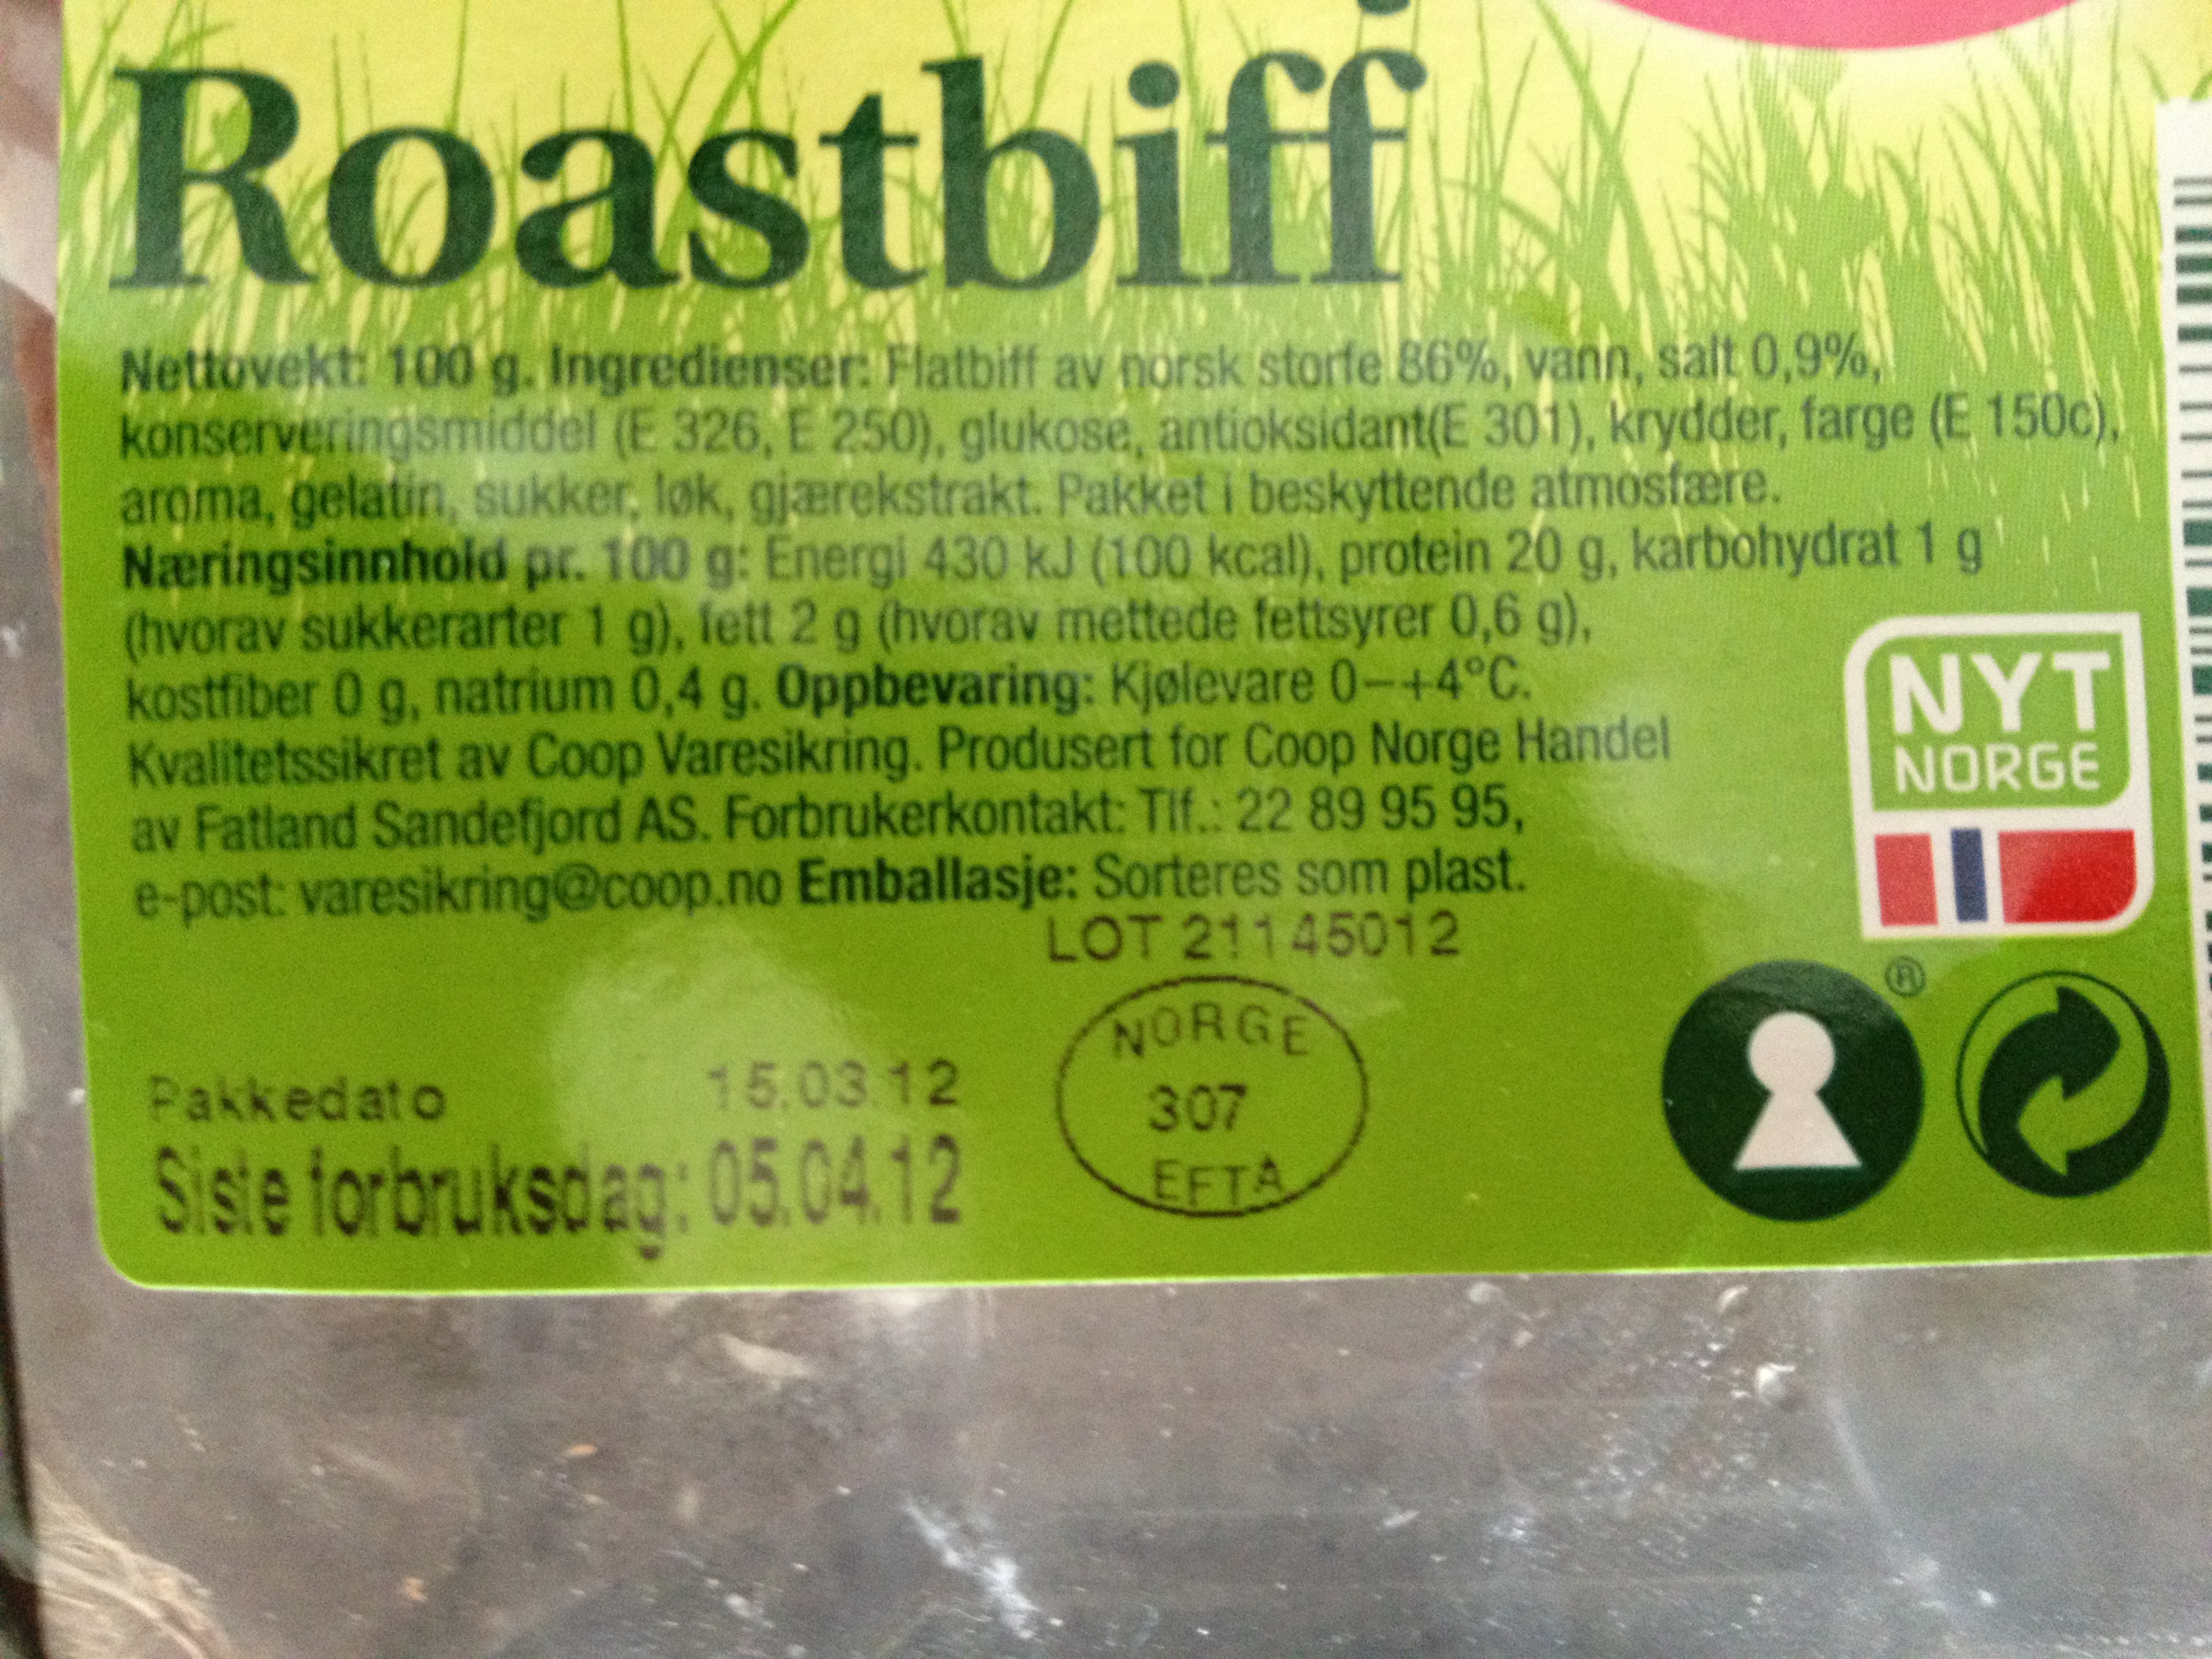 Roastbiff
Nettovekt: 100 g. Ingredienser: Flatbiff av norsk storfe 86%, vann, salt 0,9%,
konserveringsmiddel (E 326, E 250), glukose, antioksidant(E 301), krydder, farge (E 150c),
aroma, gelatin, sukker, løk, gjærekstrakt. Pakket i beskyttende atmosfære.
Næringsinnhold pr. 100 g: Energi 430 kJ (100 kcal), protein 20 g, karbohydrat 1 g
(hvorav sukkerarter 1 g), fett 2 g (hvorav mettede fettsyrer 0,6 g),
kostfiber 0 g, natrium 0,4 g. Oppbevaring: Kjølevare 0–+4°C.
Kvalitetssikret av Coop Varesikring. Produsert for Coop Norge Handel
av Fatland Sandefjord AS. Forbrukerkontakt: Tlf.: 22 89 95 95,
e-post: varesikring@coop.no Emballasje: Sorteres som plast.
LOT 21145012
NYT
NORGE
®
NORGE
307
EFTA
Pakkedato 15.03.12
Siste forbruksdag: 05.04.12